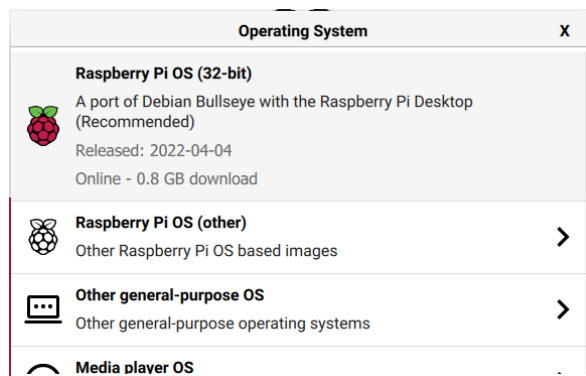 Operating System X
Raspberry Pi OS (32-bit)
A port of Debian Bullseye with the Raspberry Pi Desktop
(Recommended)
Released: 2022-04-04
Online - 0.8 GB download
Raspberry Pi OS (other)
Other Raspberry Pi OS based images
Other general-purpose OS
Other general-purpose operating systems
Media player OS